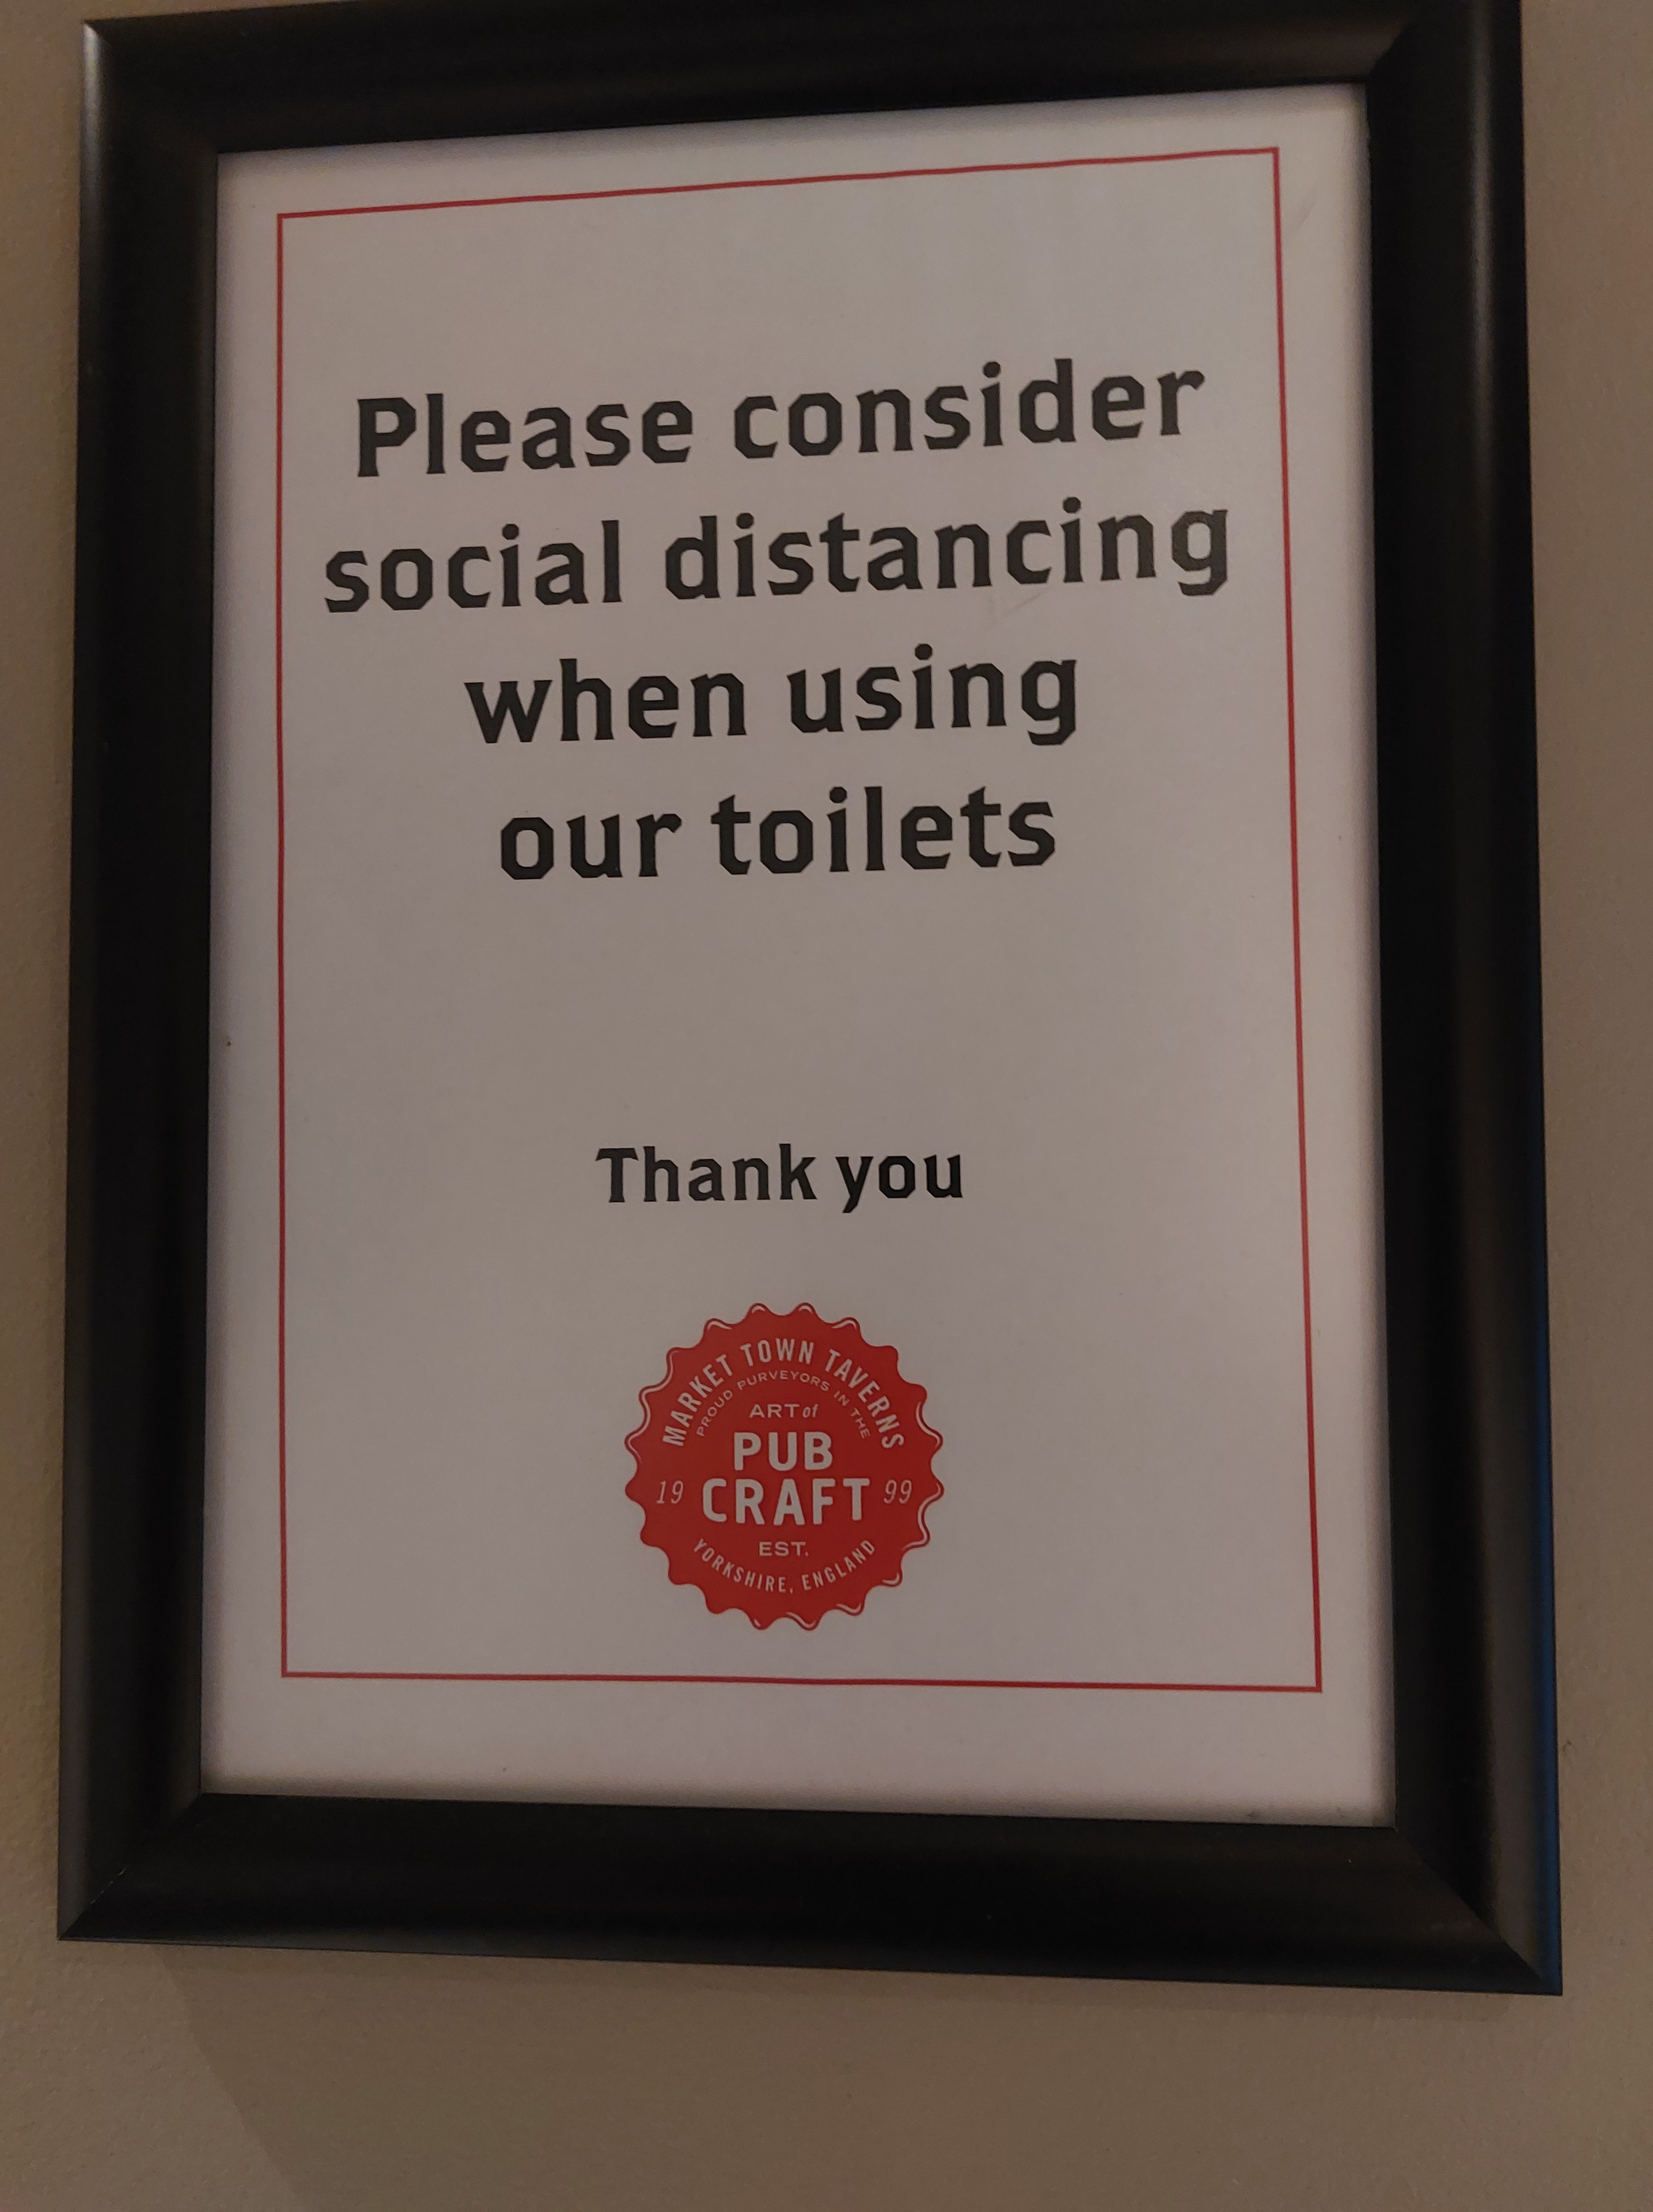 Please consider
social distancing
when using
our toilets
Thank you
MARKET TOWN TAVERNS
PROUD PURVEYORS IN THE
ART of
PUB
19 CRAFT 99
EST.
YORKSHIRE, ENGLAND